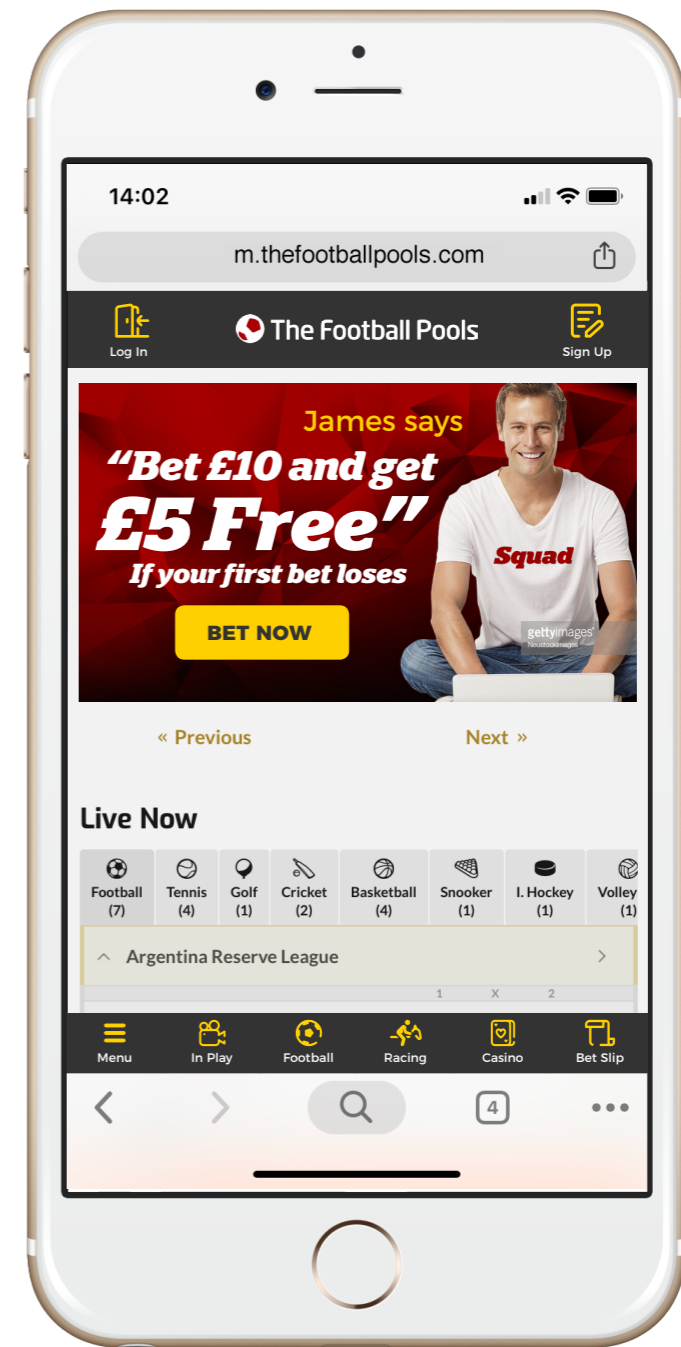 14:02
m.thefootballpools.com
Log In
The Football Pools
Sign Up
James says
“Bet £10 and get
£5 Free”
If your first bet loses
Squad
BET NOW
gettyimages®
Neustockimages
« Previous
Next »
Live Now
Football
(7)
Tennis
(4)
Golf
(1)
Cricket
(2)
Basketball
(4)
Snooker
(1)
I. Hockey
(1)
Volley
(1)
Argentina Reserve League
1 X 2
Menu
In Play
Football
Racing
Casino
Bet Slip
4